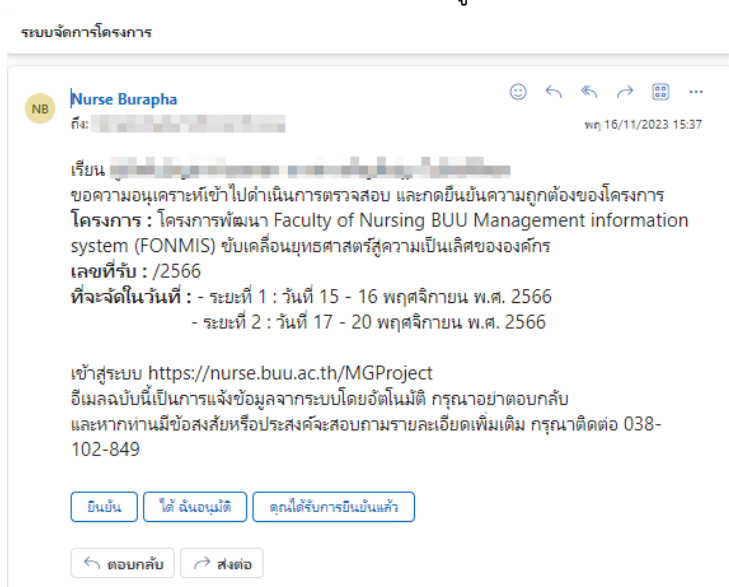 ระบบจัดการโครงการ
NB
Nurse Burapha
ถึง:
พฤ 16/11/2023 15:37
เรียน
ขอความอนุเคราะห์เข้าไปดำเนินการตรวจสอบ และกดยืนยันความถูกต้องของโครงการ
โครงการ : โครงการพัฒนา Faculty of Nursing BUU Management information
system (FONMIS) ขับเคลื่อนยุทธศาสตร์สู่ความเป็นเลิศขององค์กร
เลขที่รับ : /2566
ที่จะจัดในวันที่ : - ระยะที่ 1 : วันที่ 15 - 16 พฤศจิกายน พ.ศ. 2566
- ระยะที่ 2 : วันที่ 17 - 20 พฤศจิกายน พ.ศ. 2566
เข้าสู่ระบบ https://nurse.buu.ac.th/MGProject
อีเมลฉบับนี้เป็นการแจ้งข้อมูลจากระบบโดยอัตโนมัติ กรุณาอย่าตอบกลับ
และหากท่านมีข้อสงสัยหรือประสงค์จะสอบถามรายละเอียดเพิ่มเติม กรุณาติดต่อ 038-
102-849
ยืนยัน ได้ ฉันอนุมัติ คุณได้รับการยืนยันแล้ว
ตอบกลับ ส่งต่อ